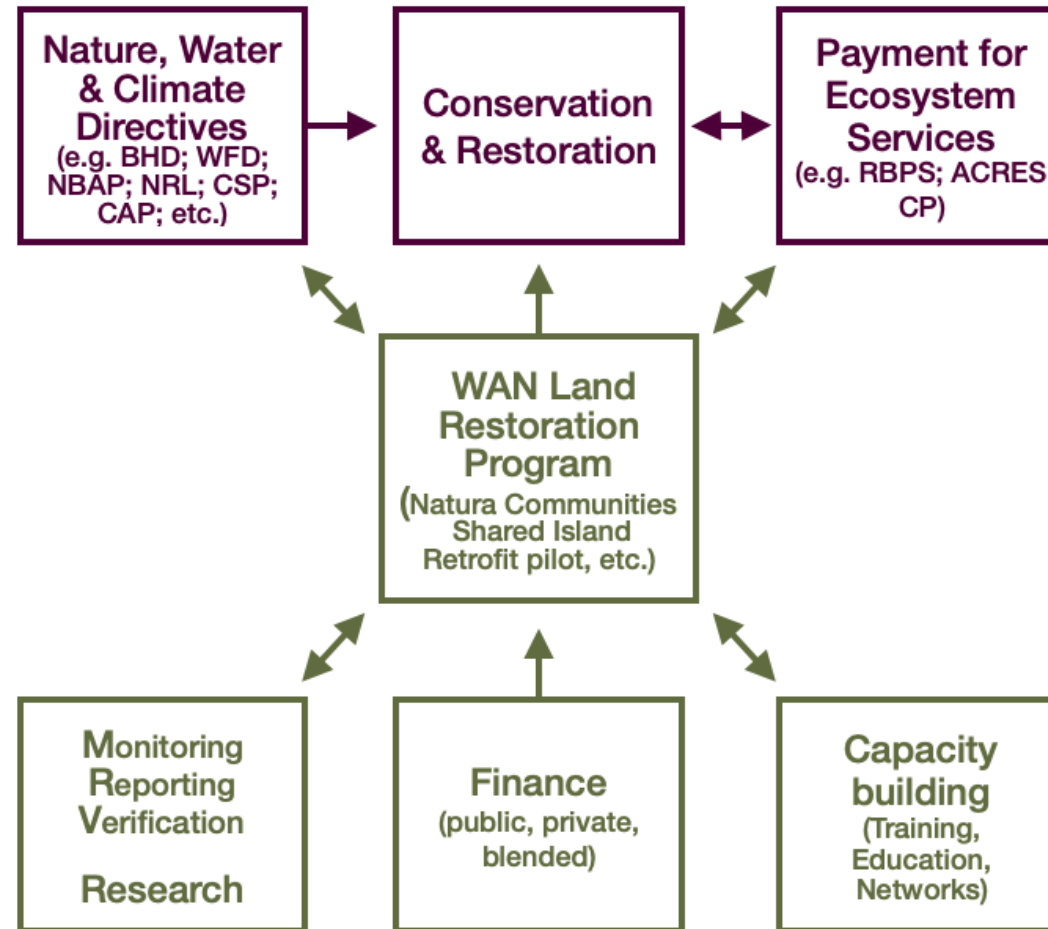 Nature, Water
& Climate
Directives
(e.g. BHD; WFD;
NBAP; NRL; CSP;
CAP; etc.)
Conservation
& Restoration
Payment for
Ecosystem
Services
(e.g. RBPS; ACRES
CP)
WAN Land
Restoration
Program
(Natura Communities
Shared Island
Retrofit pilot, etc.)
Monitoring
Reporting
Verification
Research
Finance
(public, private,
blended)
Capacity
building
(Training,
Education,
Networks)